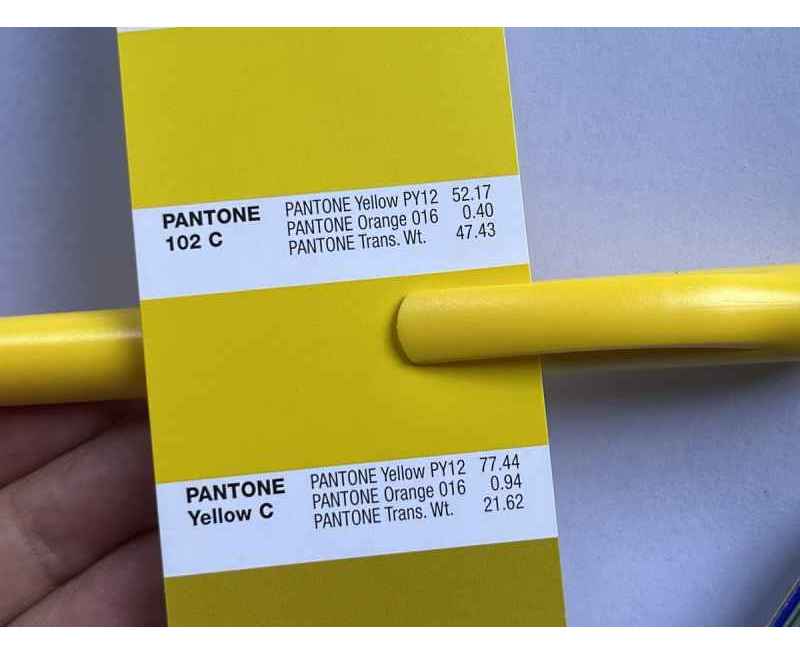 PANTONE
102 C
PANTONE Yellow PY12 52.17
PANTONE Orange 016 0.40
PANTONE Trans. Wt. 47.43
PANTONE
Yellow C
PANTONE Yellow PY12 77.44
PANTONE Orange 016 0.94
PANTONE Trans. Wt. 21.62